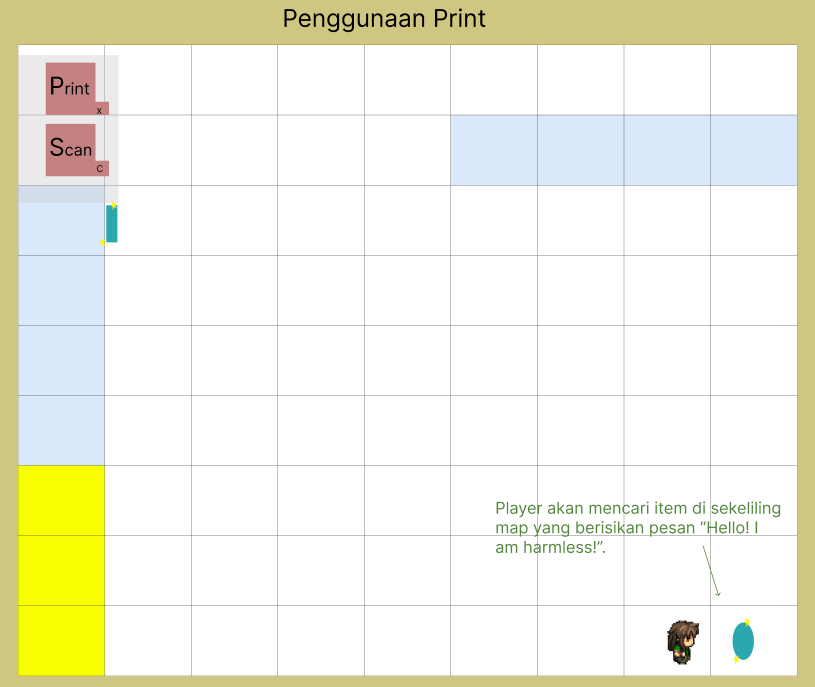 Penggunaan Print
Print
x
Scan
C
Player akan mencari item di sekeliling
map yang berisikan pesan “Hello! I
am harmless!”.